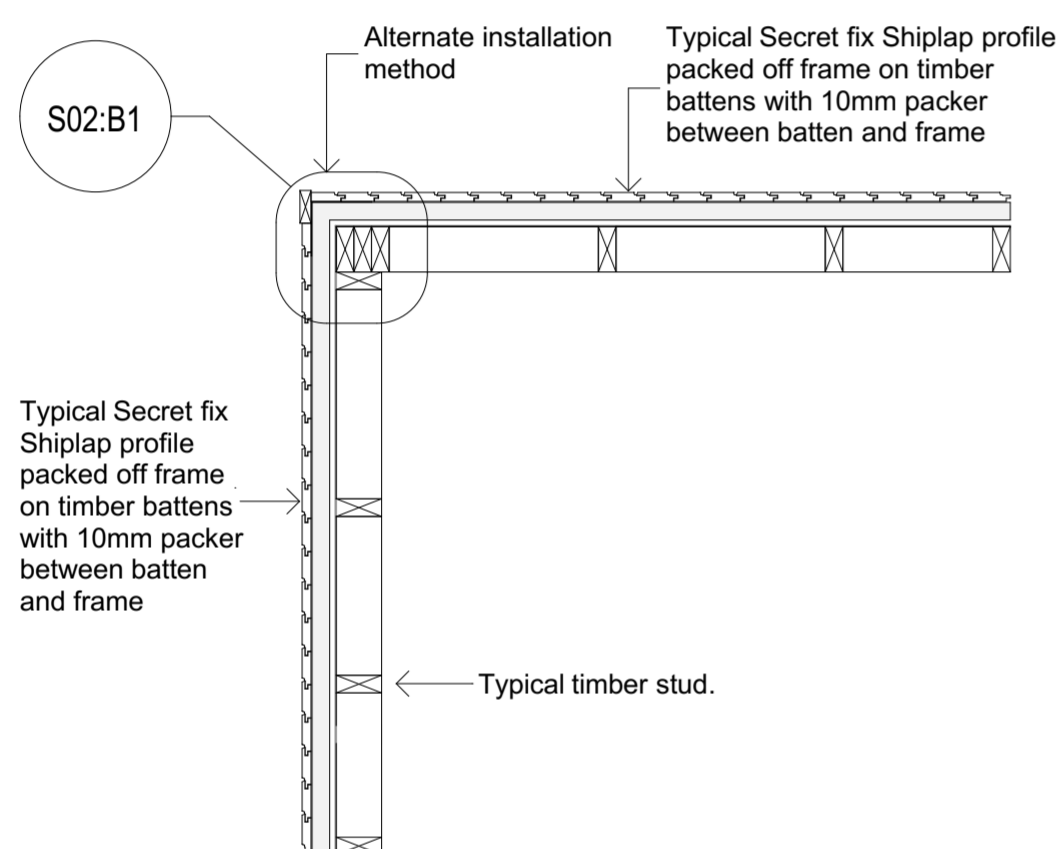 S02:B1
Alternate installation
method
Typical Secret fix Shiplap profile
packed off frame on timber
battens with 10mm packer
between batten and frame
Typical Secret fix
Shiplap profile
packed off frame
on timber battens
with 10mm packer
between batten
and frame
Typical timber stud.